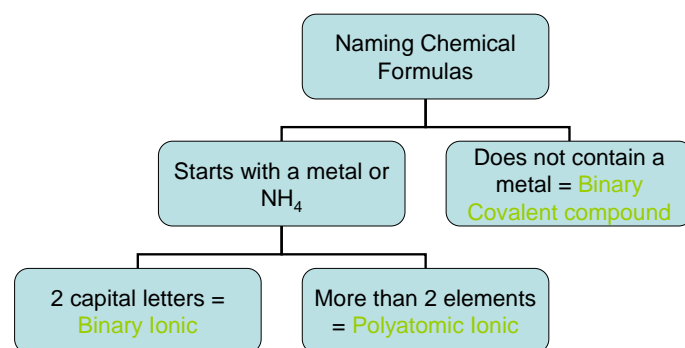 Naming Chemical
Formulas
Starts with a metal or
NH₄
Does not contain a
metal = Binary
Covalent compound
2 capital letters =
Binary Ionic
More than 2 elements
= Polyatomic Ionic